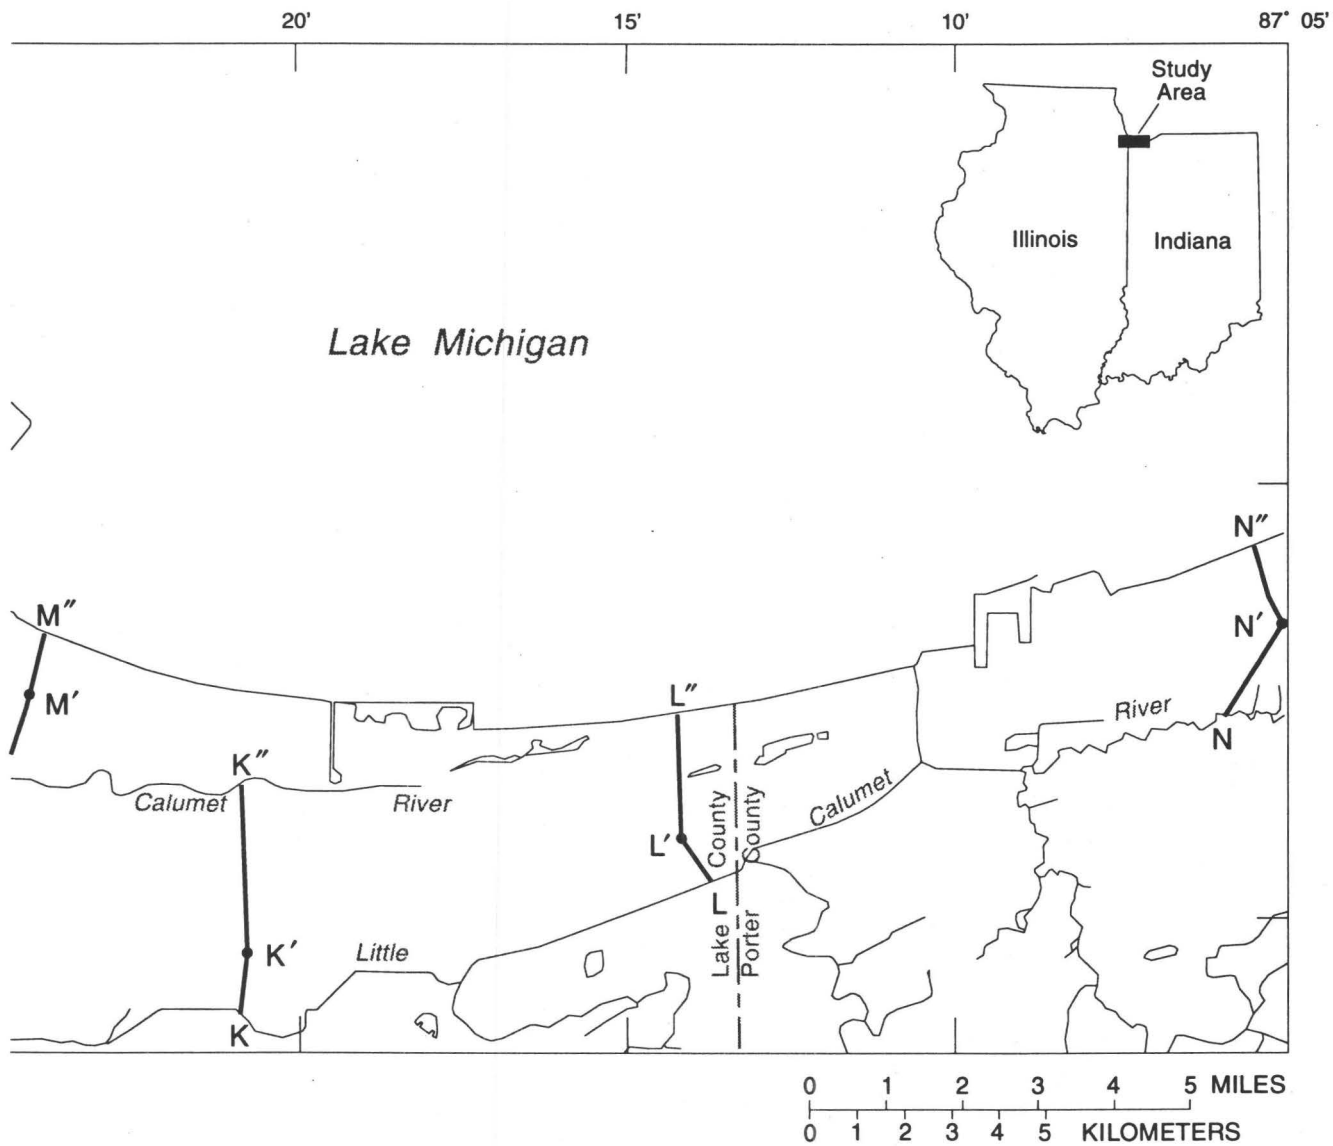 20' 15' 10' 87° 05'
Study
Area
Illinois Indiana
Lake Michigan
N″
M″
N′
M′
L″
River
N
K″
Calumet River
Calumet
County
County
L′
L
Lake
Porter
K′
Little
K
0 1 2 3 4 5 MILES
0 1 2 3 4 5 KILOMETERS